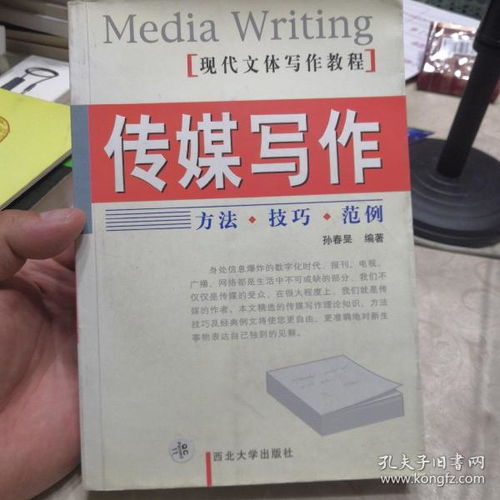 Media Writing
[现代文体写作教程]
传媒写作
方法·技巧·范例
孙春旻 编著
身处信息爆炸的数字化时代，报刊、电视、
广播、网络都是生活中不可或缺的部分，我们不
仅仅是传媒的受众，在很大程度上，我们就是传
媒的作者。本文精选的传媒写作理论知识、方法
技巧及经典例文将使您更自由、更准确地对新生
事物表达自己独到的见解。
西北大学出版社
孔夫子旧书网
www.kongfz.com